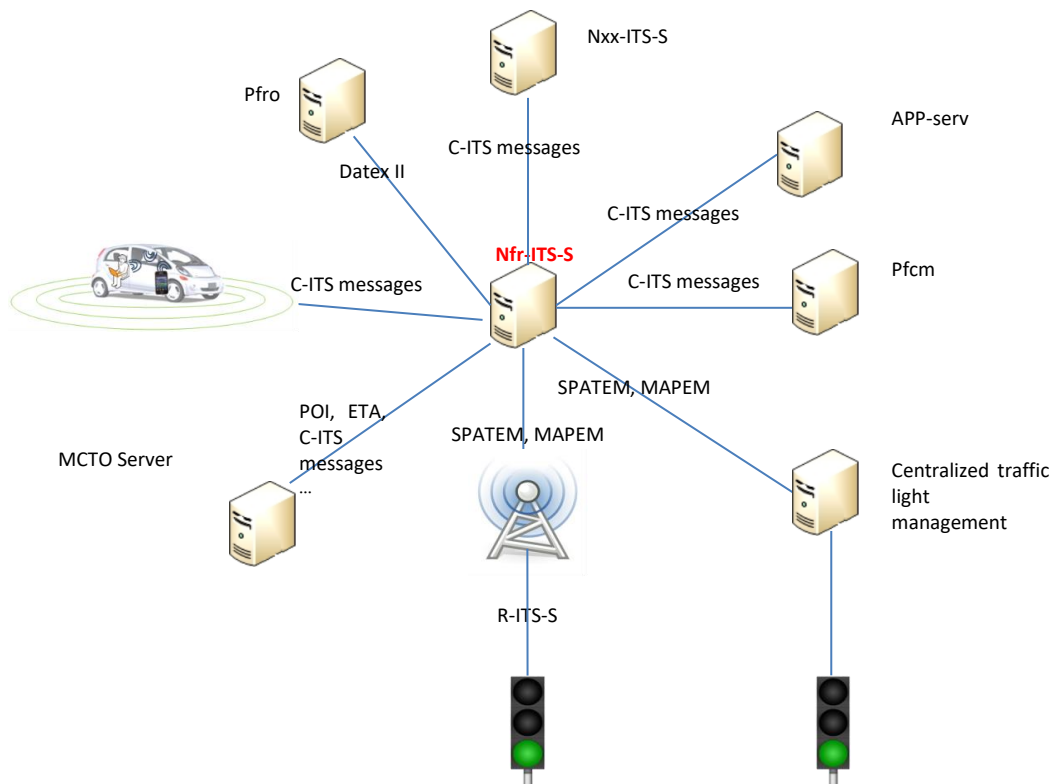 Nxx-ITS-S
Pfro
APP-serv
C-ITS messages
Datex II
C-ITS messages
Nfr-ITS-S
C-ITS messages
C-ITS messages
SPATEM, MAPEM
POI, ETA,
C-ITS
messages
...
SPATEM, MAPEM
MCTO Server
Centralized traffic
light
management
R-ITS-S
Pfcm